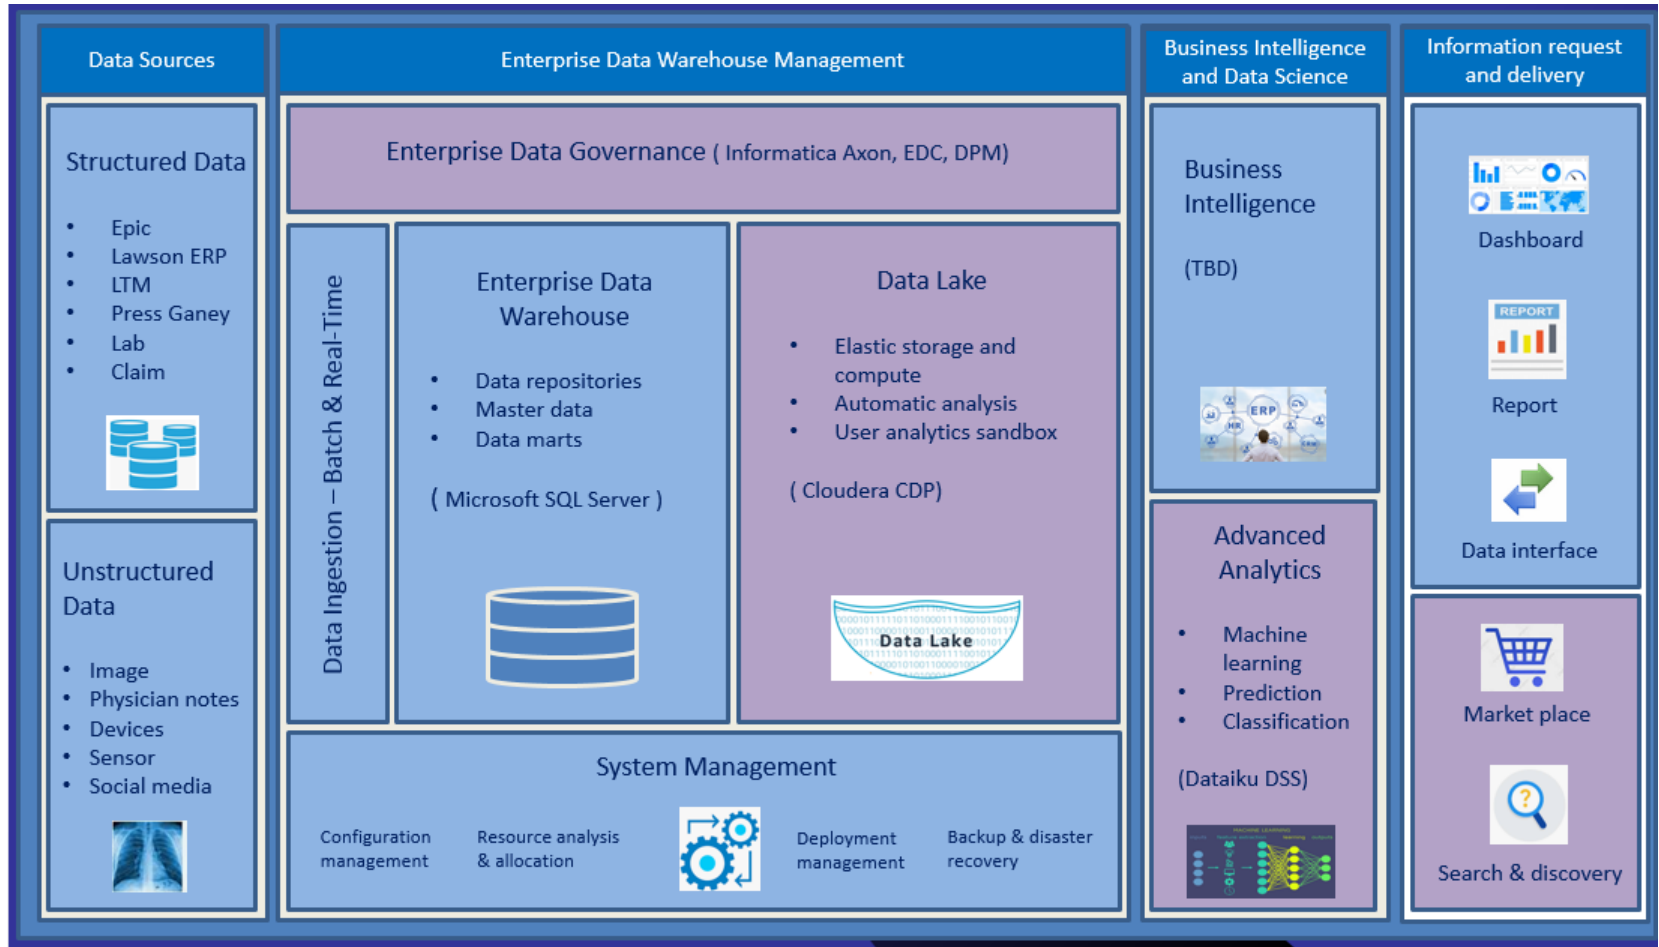 Data Sources
Enterprise Data Warehouse Management
Business Intelligence
and Data Science
Information request
and delivery
Structured Data
• Epic
• Lawson ERP
• LTM
• Press Ganey
• Lab
• Claim
Unstructured
Data
• Image
• Physician notes
• Devices
• Sensor
• Social media
Enterprise Data Governance ( Informatica Axon, EDC, DPM)
Data Ingestion – Batch & Real-Time
Enterprise Data
Warehouse
• Data repositories
• Master data
• Data marts
( Microsoft SQL Server )
Data Lake
• Elastic storage and
compute
• Automatic analysis
• User analytics sandbox
( Cloudera CDP)
Data Lake
System Management
Configuration
management
Resource analysis
& allocation
Deployment
management
Backup & disaster
recovery
Business
Intelligence
(TBD)
ERP
HR
Advanced
Analytics
• Machine
learning
• Prediction
• Classification
(Dataiku DSS)
MACHINE LEARNING
Dashboard
REPORT
Report
Data interface
Market place
?
Search & discovery